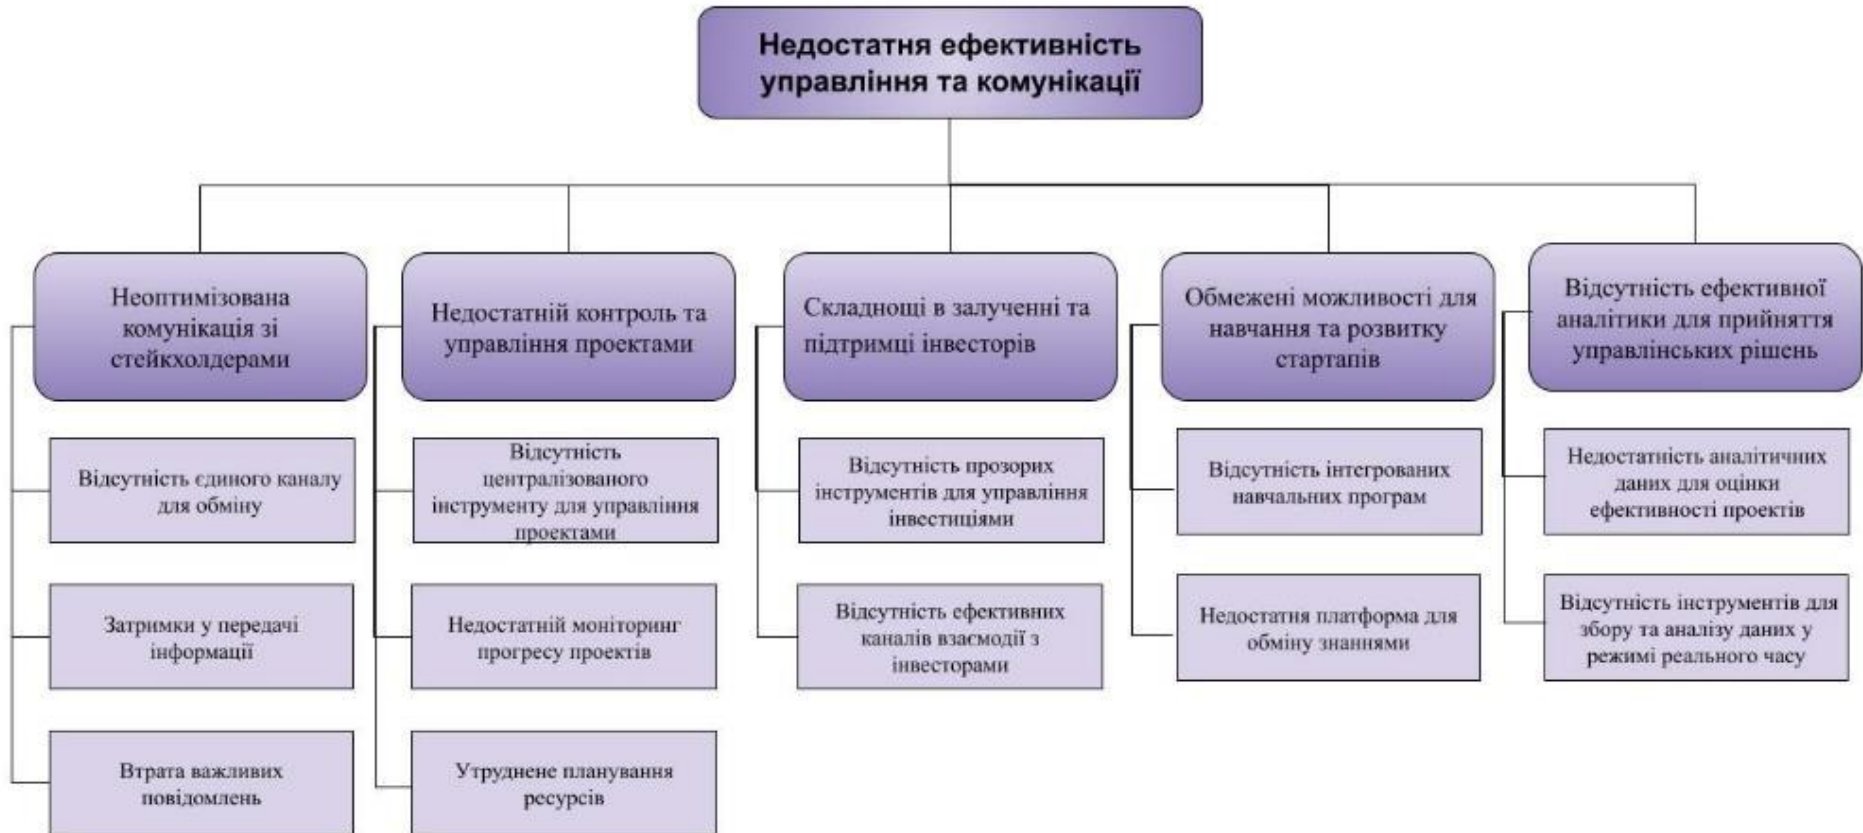 Недостатня ефективність
управління та комунікації
Неоптимізована
комунікація зі
стейкхолдерами
Відсутність єдиного каналу
для обміну
Затримки у передачі
інформації
Втрата важливих
повідомлень
Недостатній контроль та
управління проектами
Відсутність
централізованого
інструменту для управління
проектами
Недостатній моніторинг
прогресу проектів
Утруднене планування
ресурсів
Складнощі в залученні та
підтримці інвесторів
Відсутність прозорих
інструментів для управління
інвестиціями
Відсутність ефективних
каналів взаємодії з
інвесторами
Обмежені можливості для
навчання та розвитку
стартапів
Відсутність інтегрованих
навчальних програм
Недостатня платформа для
обміну знаннями
Відсутність ефективної
аналітики для прийняття
управлінських рішень
Недостатність аналітичних
даних для оцінки
ефективності проектів
Відсутність інструментів для
збору та аналізу даних у
режимі реального часу